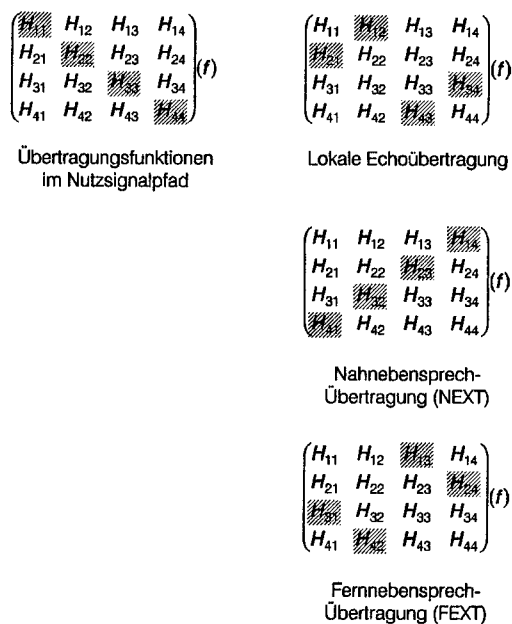 H11 H12 H13 H14
H21 H22 H23 H24 (f)
H31 H32 H33 H34
H41 H42 H43 H44
Übertragungsfunktionen
im Nutzsignalpfad
H11 H12 H13 H14
H21 H22 H23 H24 (f)
H31 H32 H33 H34
H41 H42 H43 H44
Lokale Echoübertragung
H11 H12 H13 H14
H21 H22 H23 H24 (f)
H31 H32 H33 H34
H41 H42 H43 H44
Nahnebensprech-
Übertragung (NEXT)
H11 H12 H13 H14
H21 H22 H23 H24 (f)
H31 H32 H33 H34
H41 H42 H43 H44
Fernnebensprech-
Übertragung (FEXT)